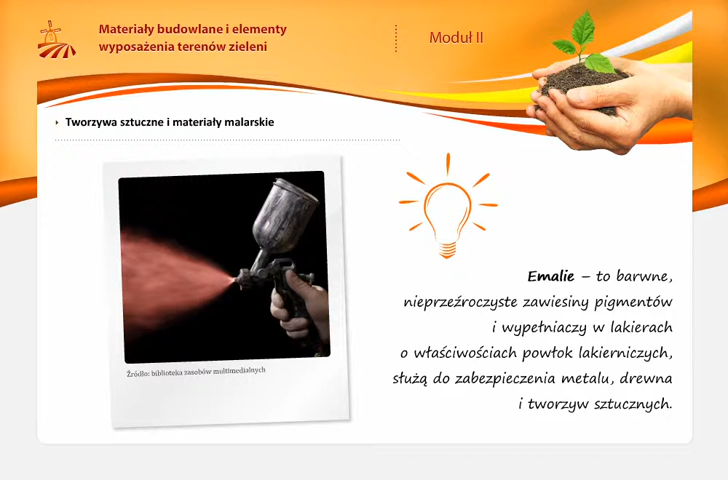 Materiały budowlane i elementy
wyposażenia terenów zieleni
Moduł II
Tworzywa sztuczne i materiały malarskie
Źródło: biblioteka zasobów multimedialnych
Emalie – to barwne,
nieprzeźroczyste zawiesiny pigmentów
i wypełniaczy w lakierach
o właściwościach powłok lakierniczych,
służą do zabezpieczenia metalu, drewna
i tworzyw sztucznych.